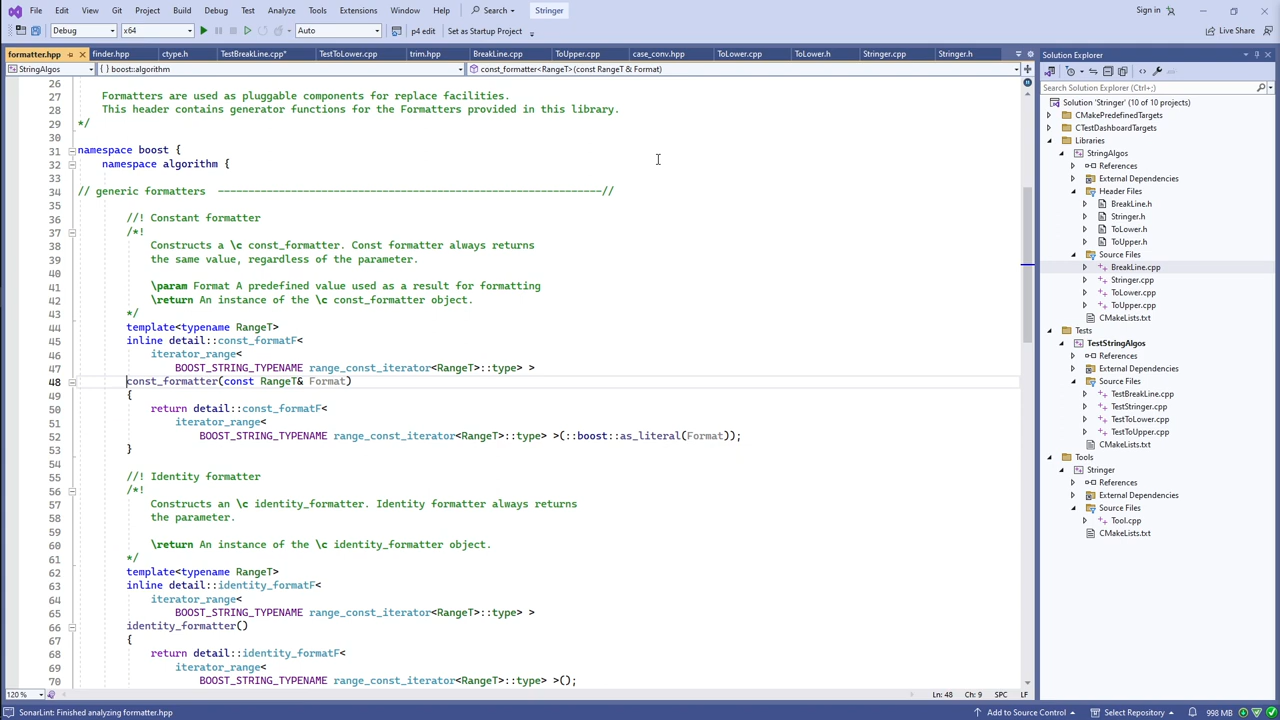 File Edit View Git Project Build Debug Test Analyze Tools Extensions Window Help Search Stringer Sign in
Debug x64 Auto p4 edit Set as Startup Project Live Share
formatter.hpp finder.hpp ctype.h TestBreakLine.cpp* TestToLower.cpp trim.hpp BreakLine.cpp ToUpper.cpp case_conv.hpp ToLower.cpp ToLower.h Stringer.cpp Stringer.h
StringAlgos { } boost::algorithm const_formatter<RangeT>(const RangeT & Format)
26
27 Formatters are used as pluggable components for replace facilities.
28 This header contains generator functions for the Formatters provided in this library.
29 */
30
31 namespace boost {
32 namespace algorithm {
33
34 // generic formatters ----------------------------------------------------------------//
35
36 //! Constant formatter
37 /*!
38 Constructs a \c const_formatter. Const formatter always returns
39 the same value, regardless of the parameter.
40
41 \param Format A predefined value used as a result for formatting
42 \return An instance of the \c const_formatter object.
43 */
44 template<typename RangeT>
45 inline detail::const_formatF<
46 iterator_range<
47 BOOST_STRING_TYPENAME range_const_iterator<RangeT>::type> >
48 const_formatter(const RangeT& Format)
49 {
50 return detail::const_formatF<
51 iterator_range<
52 BOOST_STRING_TYPENAME range_const_iterator<RangeT>::type> >(::boost::as_literal(Format));
53 }
54
55 //! Identity formatter
56 /*!
57 Constructs an \c identity_formatter. Identity formatter always returns
58 the parameter.
59
60 \return An instance of the \c identity_formatter object.
61 */
62 template<typename RangeT>
63 inline detail::identity_formatF<
64 iterator_range<
65 BOOST_STRING_TYPENAME range_const_iterator<RangeT>::type> >
66 identity_formatter()
67 {
68 return detail::identity_formatF<
69 iterator_range<
70 BOOST_STRING_TYPENAME range_const_iterator<RangeT>::type> >();
120 % Ln: 48 Ch: 9 SPC LF
Solution Explorer
Search Solution Explorer (Ctrl+;)
Solution 'Stringer' (10 of 10 projects)
CMakePredefinedTargets
CTestDashboardTargets
Libraries
StringAlgos
References
External Dependencies
Header Files
BreakLine.h
Stringer.h
ToLower.h
ToUpper.h
Source Files
BreakLine.cpp
Stringer.cpp
ToLower.cpp
ToUpper.cpp
CMakeLists.txt
Tests
TestStringAlgos
References
External Dependencies
Source Files
TestBreakLine.cpp
TestStringer.cpp
TestToLower.cpp
TestToUpper.cpp
CMakeLists.txt
Tools
Stringer
References
External Dependencies
Source Files
Tool.cpp
CMakeLists.txt
SonarLint: Finished analyzing formatter.hpp Add to Source Control Select Repository 998 MB